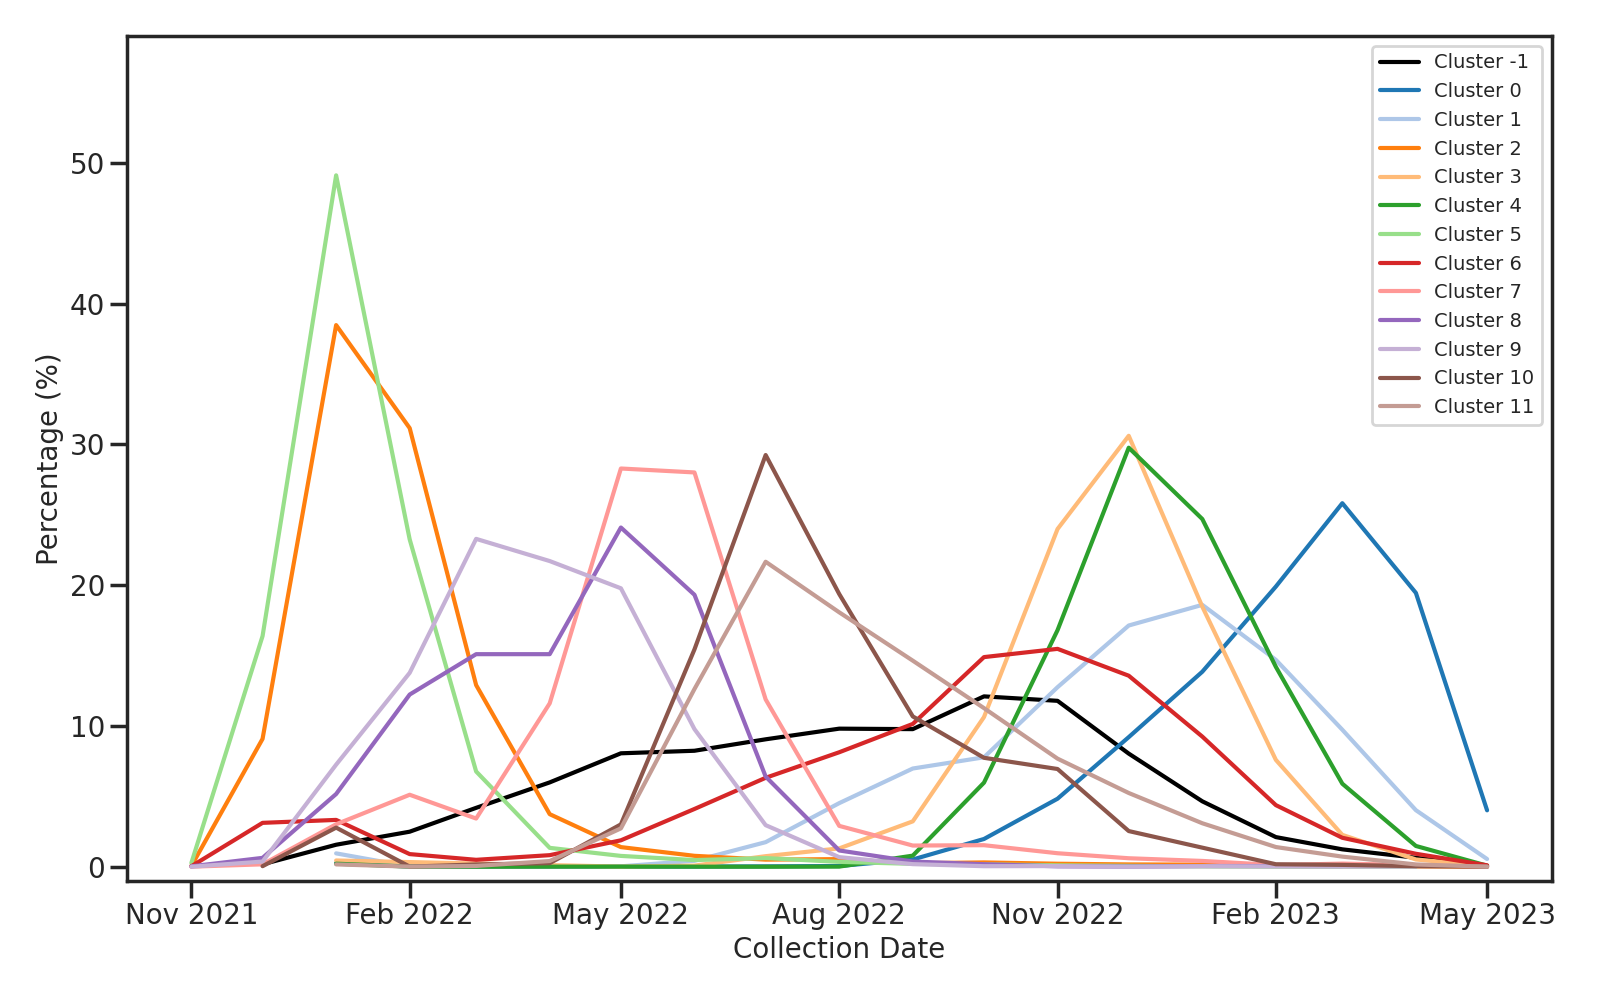 Cluster -1
Cluster 0
Cluster 1
Cluster 2
Cluster 3
Cluster 4
Cluster 5
Cluster 6
Cluster 7
Cluster 8
Cluster 9
Cluster 10
Cluster 11
Percentage (%)
50
40
30
20
10
0
Nov 2021 Feb 2022 May 2022 Aug 2022 Nov 2022 Feb 2023 May 2023
Collection Date